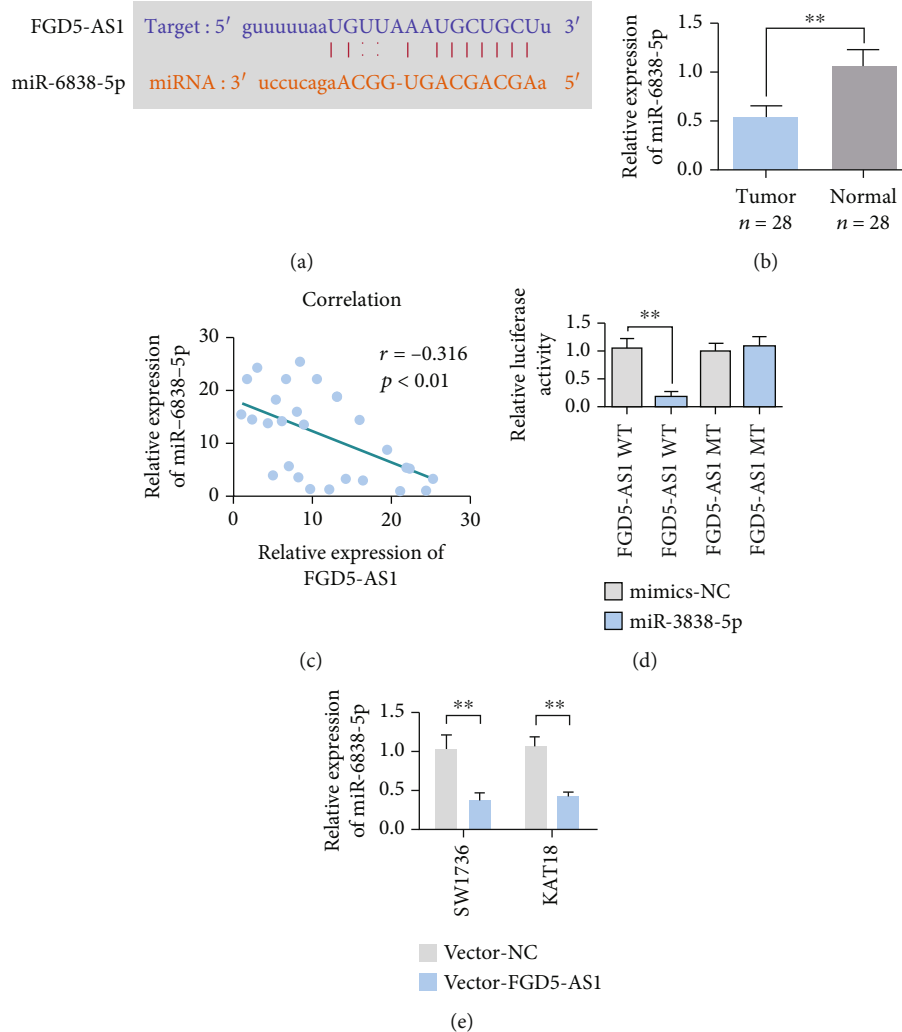 FGD5-AS1 Target : 5′ guuuuuaaUGUUAAAUGCUGCUu 3′
miR-6838-5p miRNA : 3′ uccucagaACGG-UGACGACGAa 5′
(a)
Relative expression
of miR-6838-5p
1.5
1.0
0.5
0.0
**
Tumor
n = 28
Normal
n = 28
(b)
Correlation
Relative expression
of miR–6838–5p
30
20
10
0
r = –0.316
p < 0.01
0 10 20 30
Relative expression of
FGD5-AS1
(c)
Relative luciferase
activity
1.5
1.0
0.5
0.0
**
FGD5-AS1 WT
FGD5-AS1 WT
FGD5-AS1 MT
FGD5-AS1 MT
mimics-NC
miR-3838-5p
(d)
Relative expression
of miR-6838-5p
1.5
1.0
0.5
0.0
**
**
SW1736
KAT18
Vector-NC
Vector-FGD5-AS1
(e)